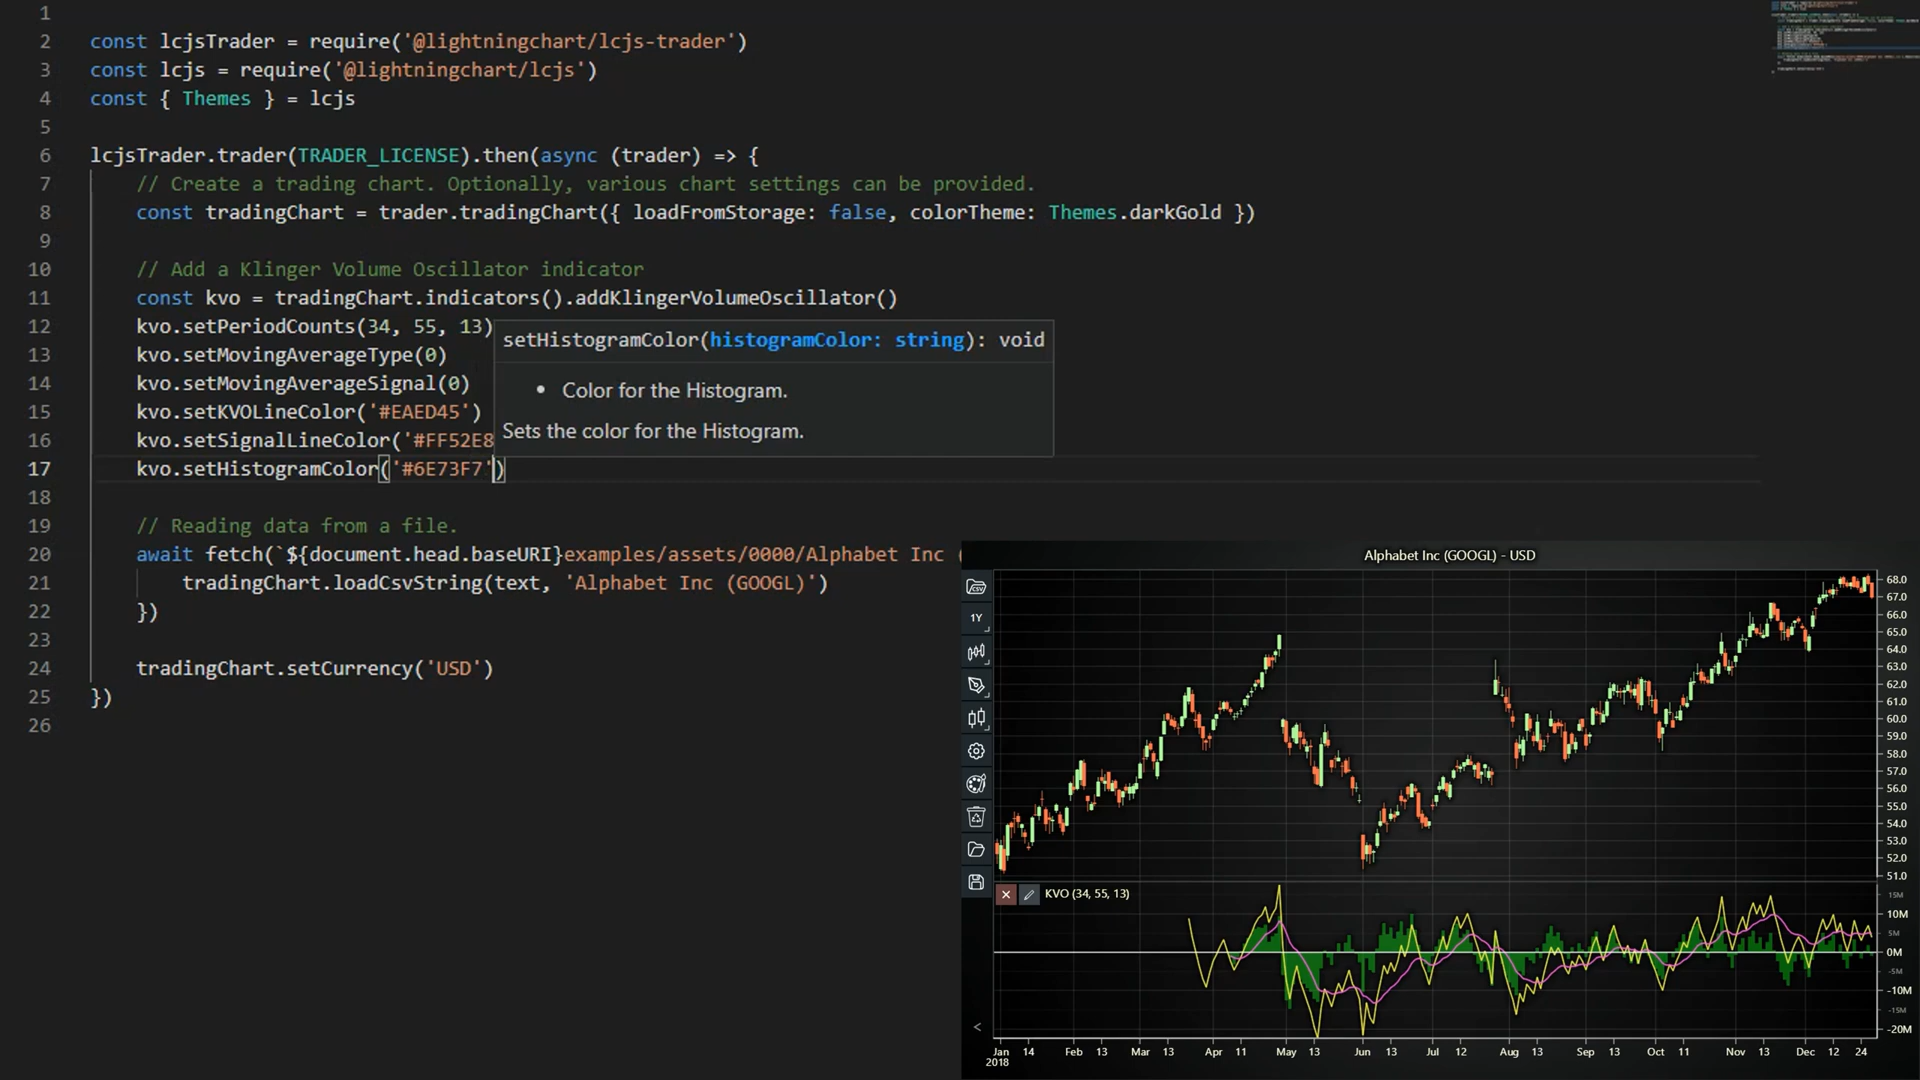 1
2 const lcjsTrader = require('@lightningchart/lcjs-trader')
3 const lcjs = require('@lightningchart/lcjs')
4 const { Themes } = lcjs
5
6 lcjsTrader.trader(TRADER_LICENSE).then(async (trader) => {
7 // Create a trading chart. Optionally, various chart settings can be provided.
8 const tradingChart = trader.tradingChart({ loadFromStorage: false, colorTheme: Themes.darkGold })
9
10 // Add a Klinger Volume Oscillator indicator
11 const kvo = tradingChart.indicators().addKlingerVolumeOscillator()
12 kvo.setPeriodCounts(34, 55, 13)
setHistogramColor(histogramColor: string): void
13 kvo.setMovingAverageType(0)
14 kvo.setMovingAverageSignal(0)
• Color for the Histogram.
15 kvo.setKVOLineColor('#EAED45')
16 kvo.setSignalLineColor('#FF52E8
Sets the color for the Histogram.
17 kvo.setHistogramColor('#6E73F7')
18
19 // Reading data from a file.
20 await fetch(`${document.head.baseURI}examples/assets/0000/Alphabet Inc (
21 tradingChart.loadCsvString(text, 'Alphabet Inc (GOOGL)')
22 })
23
24 tradingChart.setCurrency('USD')
25 })
26
Alphabet Inc (GOOGL) - USD
CSV
1Y
68.0
67.0
66.0
65.0
64.0
63.0
62.0
61.0
60.0
59.0
58.0
57.0
56.0
55.0
54.0
53.0
52.0
51.0
KVO (34, 55, 13)
15M
10M
5M
0M
-5M
-10M
-15M
-20M
<
Jan 14 Feb 13 Mar 13 Apr 11 May 13 Jun 13 Jul 12 Aug 13 Sep 13 Oct 11 Nov 13 Dec 12 24
2018